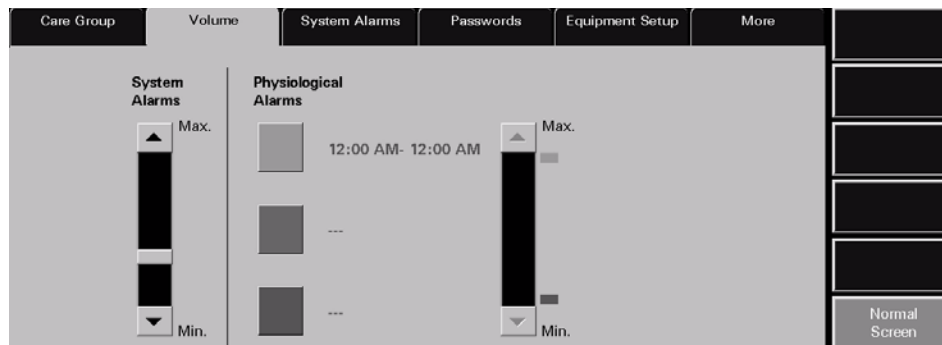 Care Group
Volume
System Alarms
Passwords
Equipment Setup
More
System
Alarms
Physiological
Alarms
Max.
Max.
12:00 AM- 12:00 AM
---
---
Min.
Min.
Normal
Screen